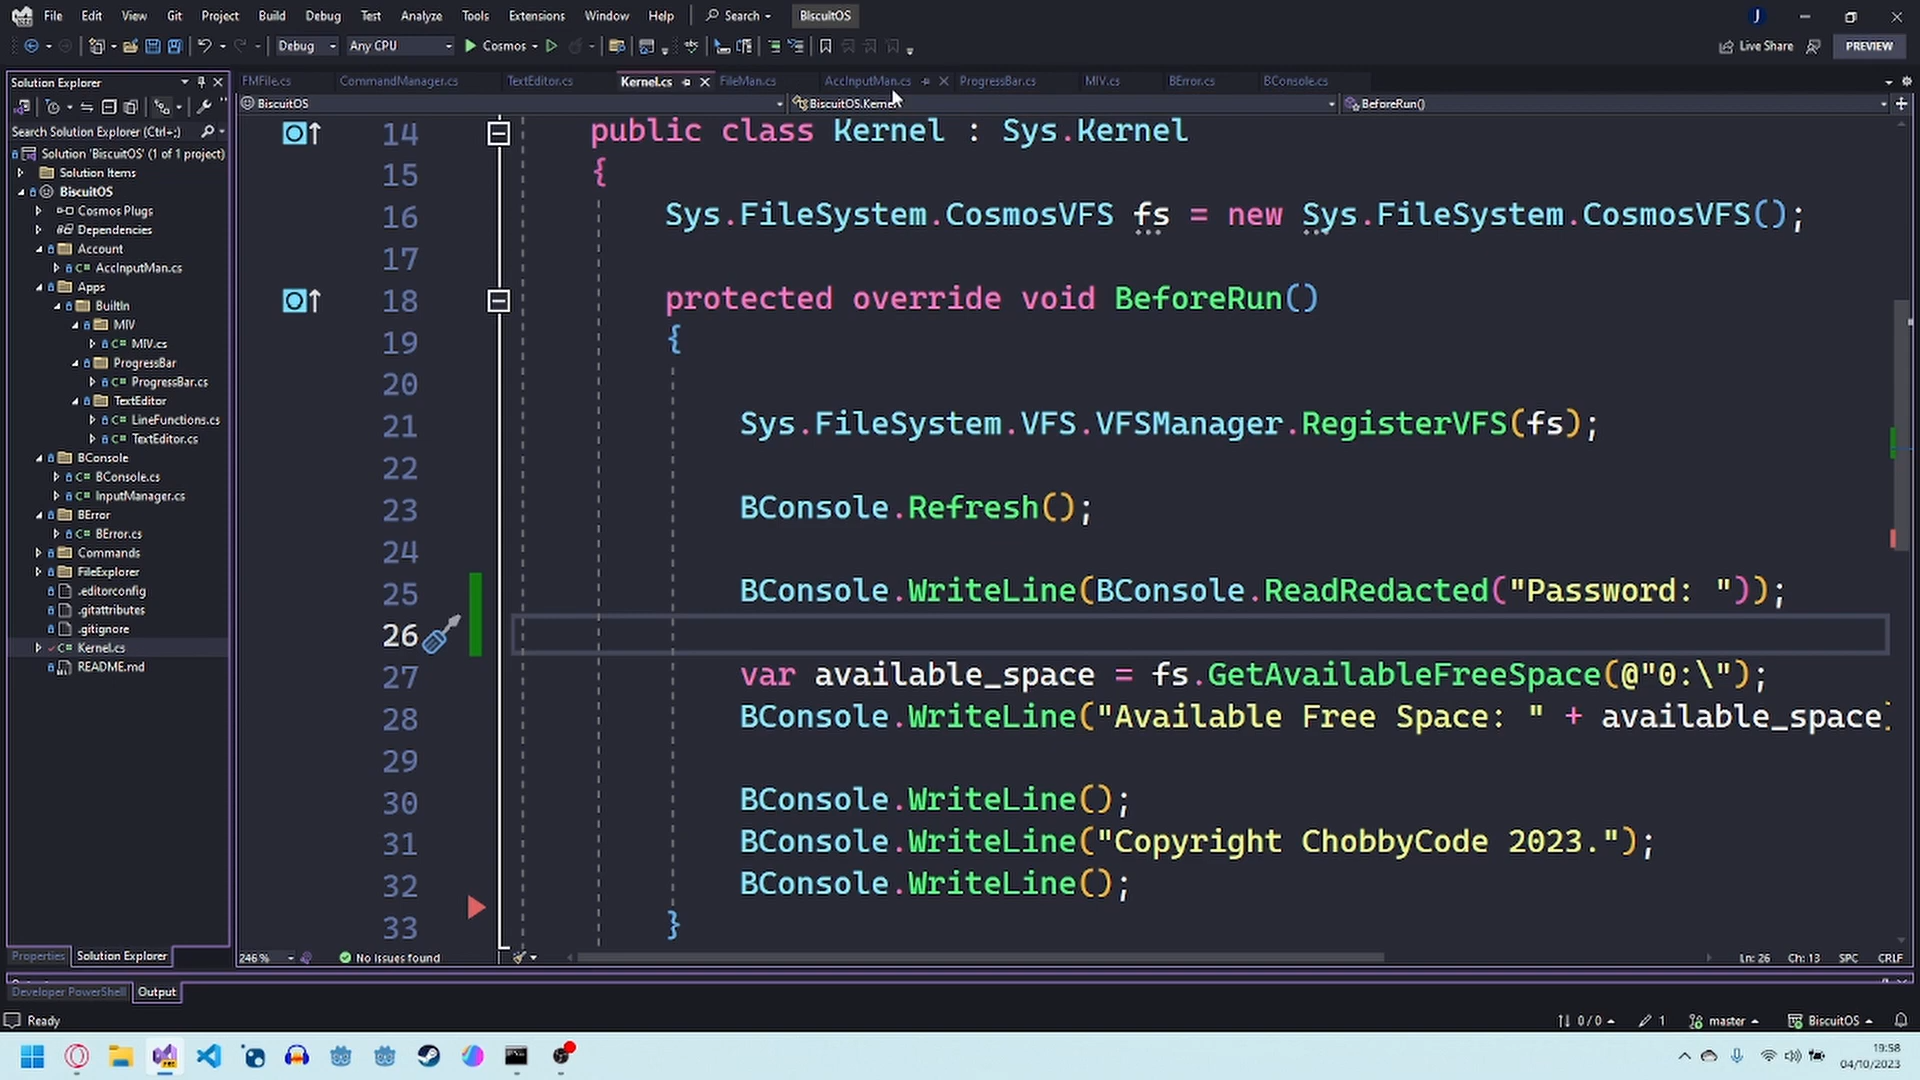 File Edit View Git Project Build Debug Test Analyze Tools Extensions Window Help Search BIscuitOS J
Debug Any CPU Cosmos Live Share PREVIEW
Solution Explorer
FMFile.cs CommandManager.cs TextEditor.cs Kernel.cs FileMan.cs AccInputMan.cs ProgressBar.cs MIV.cs BError.cs BConsole.cs
BiscuitOS BiscuitOS.Kernel BeforeRun()
Search Solution Explorer (Ctrl+;)
Solution 'BiscuitOS' (1 of 1 project)
Solution Items
BiscuitOS
Cosmos Plugs
Dependencies
Account
C# AccInputMan.cs
Apps
BuiltIn
MIV
C# MIV.cs
ProgressBar
C# ProgressBar.cs
TextEditor
C# LineFunctions.cs
C# TextEditor.cs
BConsole
C# BConsole.cs
C# InputManager.cs
BError
C# BError.cs
Commands
FileExplorer
.editorconfig
.gitattributes
.gitignore
C# Kernel.cs
README.md
14 public class Kernel : Sys.Kernel
15 {
16 Sys.FileSystem.CosmosVFS fs = new Sys.FileSystem.CosmosVFS();
17
18 protected override void BeforeRun()
19 {
20
21 Sys.FileSystem.VFS.VFSManager.RegisterVFS(fs);
22
23 BConsole.Refresh();
24
25 BConsole.WriteLine(BConsole.ReadRedacted("Password: "));
26
27 var available_space = fs.GetAvailableFreeSpace(@"0:\");
28 BConsole.WriteLine("Available Free Space: " + available_space
29
30 BConsole.WriteLine();
31 BConsole.WriteLine("Copyright ChobbyCode 2023.");
32 BConsole.WriteLine();
33 }
Properties Solution Explorer
246 % No issues found Ln: 26 Ch: 13 SPC CRLF
Developer PowerShell Output
Ready 0 / 0 1 master BiscuitOS
19:58
04/10/2023